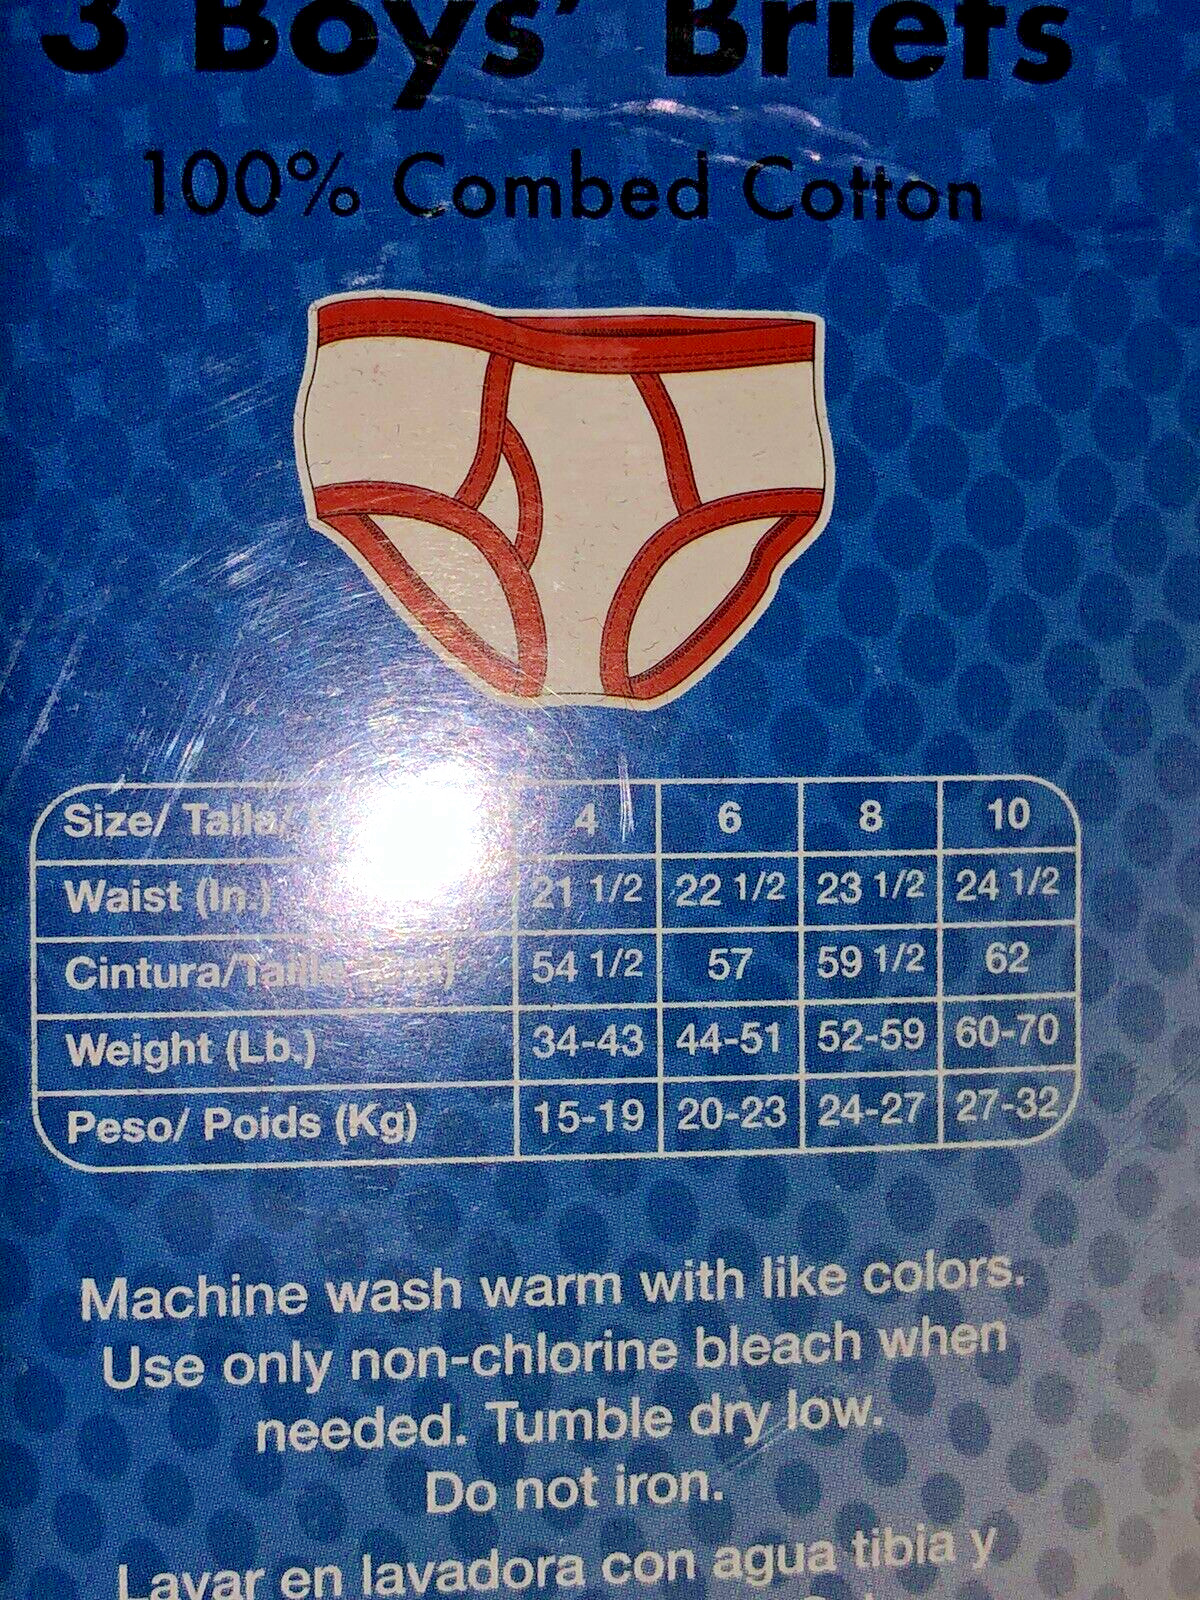 3 Boys' Briefs
100% Combed Cotton
Size/ Talla/ 4 6 8 10
Waist (In.) 21 1/2 22 1/2 23 1/2 24 1/2
Cintura/Taille 54 1/2 57 59 1/2 62
Weight (Lb.) 34-43 44-51 52-59 60-70
Peso/ Poids (Kg) 15-19 20-23 24-27 27-32
Machine wash warm with like colors.
Use only non-chlorine bleach when
needed. Tumble dry low.
Do not iron.
Lavar en lavadora con agua tibia y